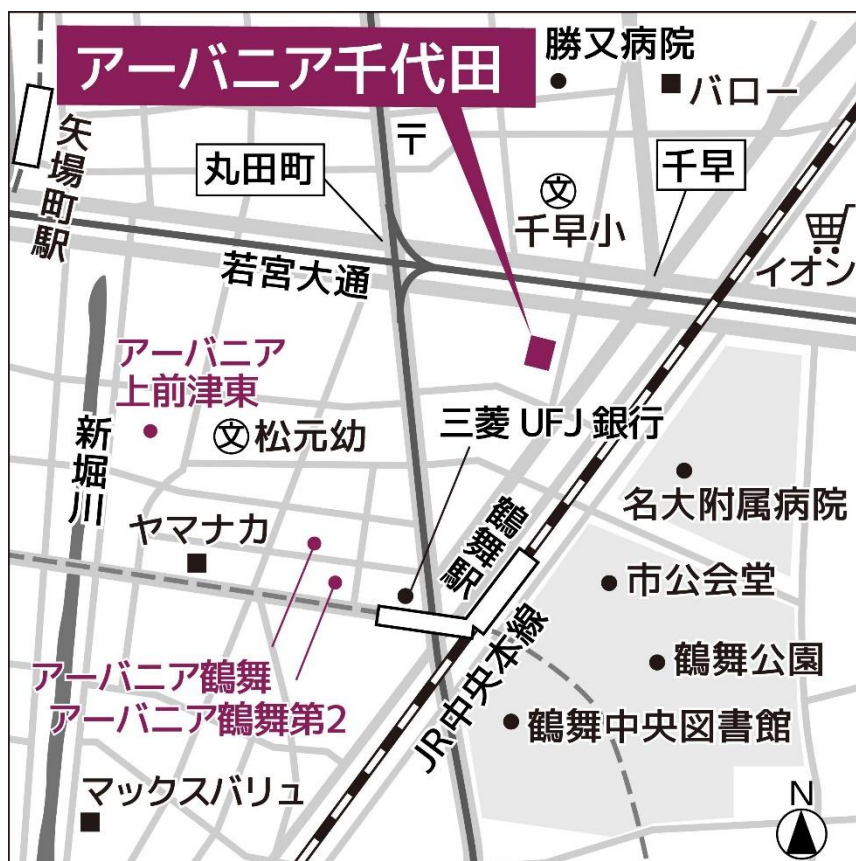 アーバニア千代田
勝又病院
バロー
矢場町駅
〒
丸田町
千早
文
千早小
イオン
若宮大通
アーバニア
上前津東
新堀川
文
松元幼
三菱UFJ銀行
名大附属病院
ヤマナカ
鶴舞駅
市公会堂
JR中央本線
鶴舞公園
アーバニア鶴舞
アーバニア鶴舞第2
鶴舞中央図書館
マックスバリュ
N